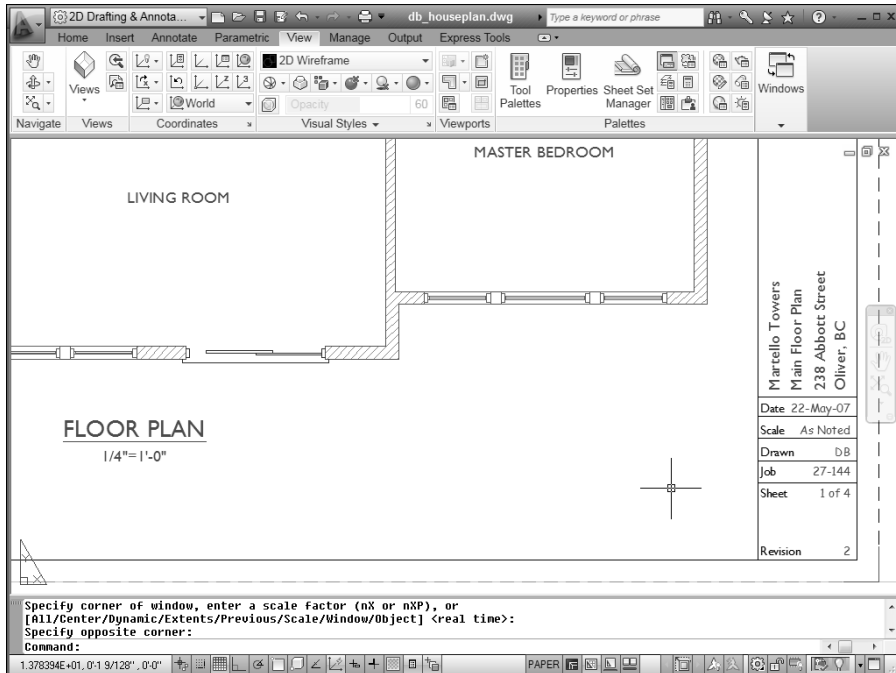 2D Drafting & Annota...
db_houseplan.dwg
Type a keyword or phrase
Home Insert Annotate Parametric View Manage Output Express Tools
2D Wireframe
Views
World
Opacity 60
Tool Palettes
Properties
Sheet Set Manager
Windows
Navigate Views Coordinates Visual Styles Viewports Palettes
MASTER BEDROOM
LIVING ROOM
FLOOR PLAN
1/4"=1'-0"
Martello Towers
Main Floor Plan
238 Abbott Street
Oliver, BC
Date 22-May-07
Scale As Noted
Drawn DB
Job 27-144
Sheet 1 of 4
Revision 2
Y
X
Specify corner of window, enter a scale factor (nX or nXP), or
[All/Center/Dynamic/Extents/Previous/Scale/Window/Object] <real time>:
Specify opposite corner:
Command:
1.378394E+01, 0'-1 9/128", 0'-0" PAPER